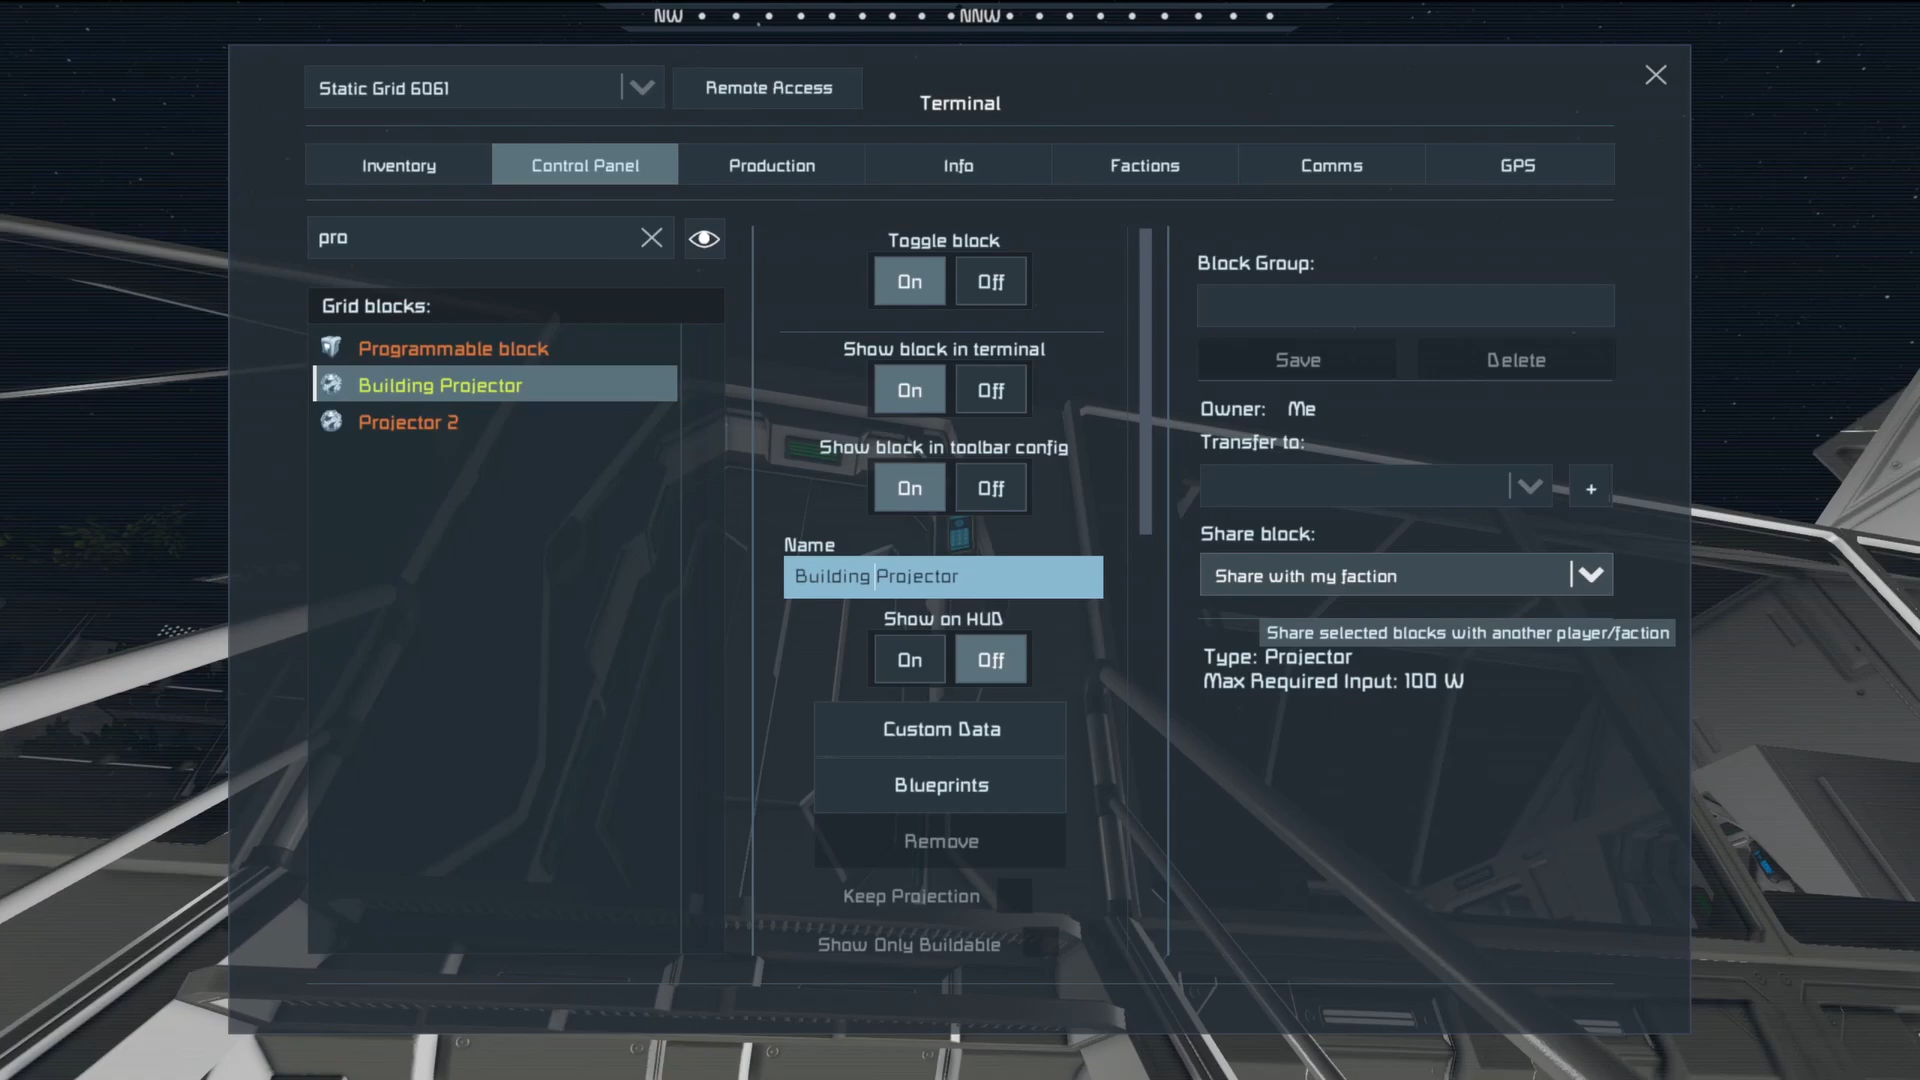 NW NNW
Static Grid 6061
Remote Access
Terminal
Inventory
Control Panel
Production
Info
Factions
Comms
GPS
pro
Grid blocks:
Programmable block
Building Projector
Projector 2
Toggle block
On Off
Show block in terminal
On Off
Show block in toolbar config
On Off
Name
Building Projector
Show on HUD
On Off
Custom Data
Blueprints
Remove
Keep Projection
Show Only Buildable
Block Group:
Save Delete
Owner: Me
Transfer to:
+
Share block:
Share with my faction
Share selected blocks with another player/faction
Type: Projector
Max Required Input: 100 W